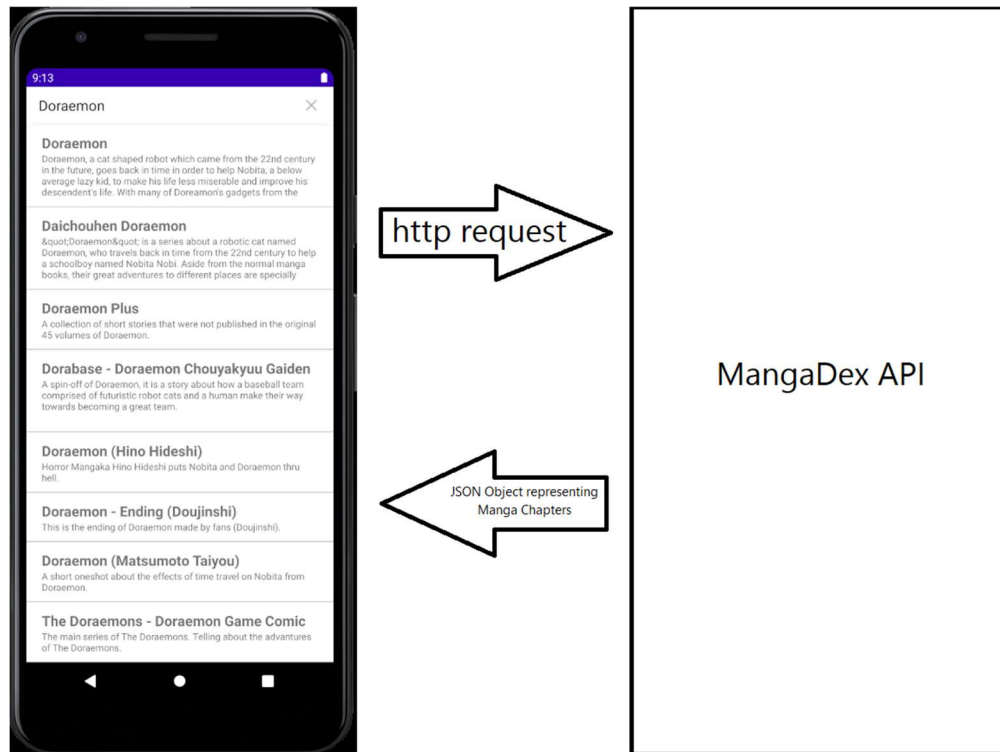 9:13
Doraemon
Doraemon
Doraemon, a cat shaped robot which came from the 22nd century
in the future, goes back in time in order to help Nobita, a below
average lazy kid, to make his life less miserable and improve his
descendent's life. With many of Doreamon's gadgets from the
Daichouhen Doraemon
&quot;Doraemon&quot; is a series about a robotic cat named
Doraemon, who travels back in time from the 22nd century to help
a schoolboy named Nobita Nobi. Aside from the normal manga
books, their great adventures to different places are specially
Doraemon Plus
A collection of short stories that were not published in the original
45 volumes of Doraemon.
Dorabase - Doraemon Chouyakyuu Gaiden
A spin-off of Doraemon, it is a story about how a baseball team
comprised of futuristic robot cats and a human make their way
towards becoming a great team.
Doraemon (Hino Hideshi)
Horror Mangaka Hino Hideshi puts Nobita and Doraemon thru
hell.
Doraemon - Ending (Doujinshi)
This is the ending of Doraemon made by fans (Doujinshi).
Doraemon (Matsumoto Taiyou)
A short oneshot about the effects of time travel on Nobita from
Doraemon.
The Doraemons - Doraemon Game Comic
The main series of The Doraemons. Telling about the advantures
of The Doraemons.
http request
JSON Object representing
Manga Chapters
MangaDex API